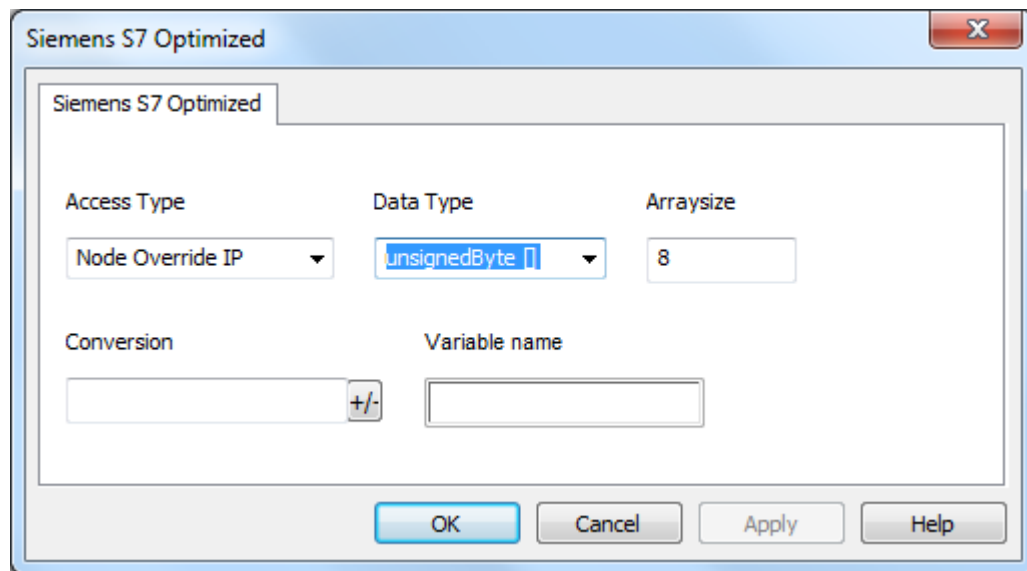 Siemens S7 Optimized
Siemens S7 Optimized
Access Type Data Type Arraysize
Node Override IP unsignedByte [] 8
Conversion Variable name
+/-
OK Cancel Apply Help